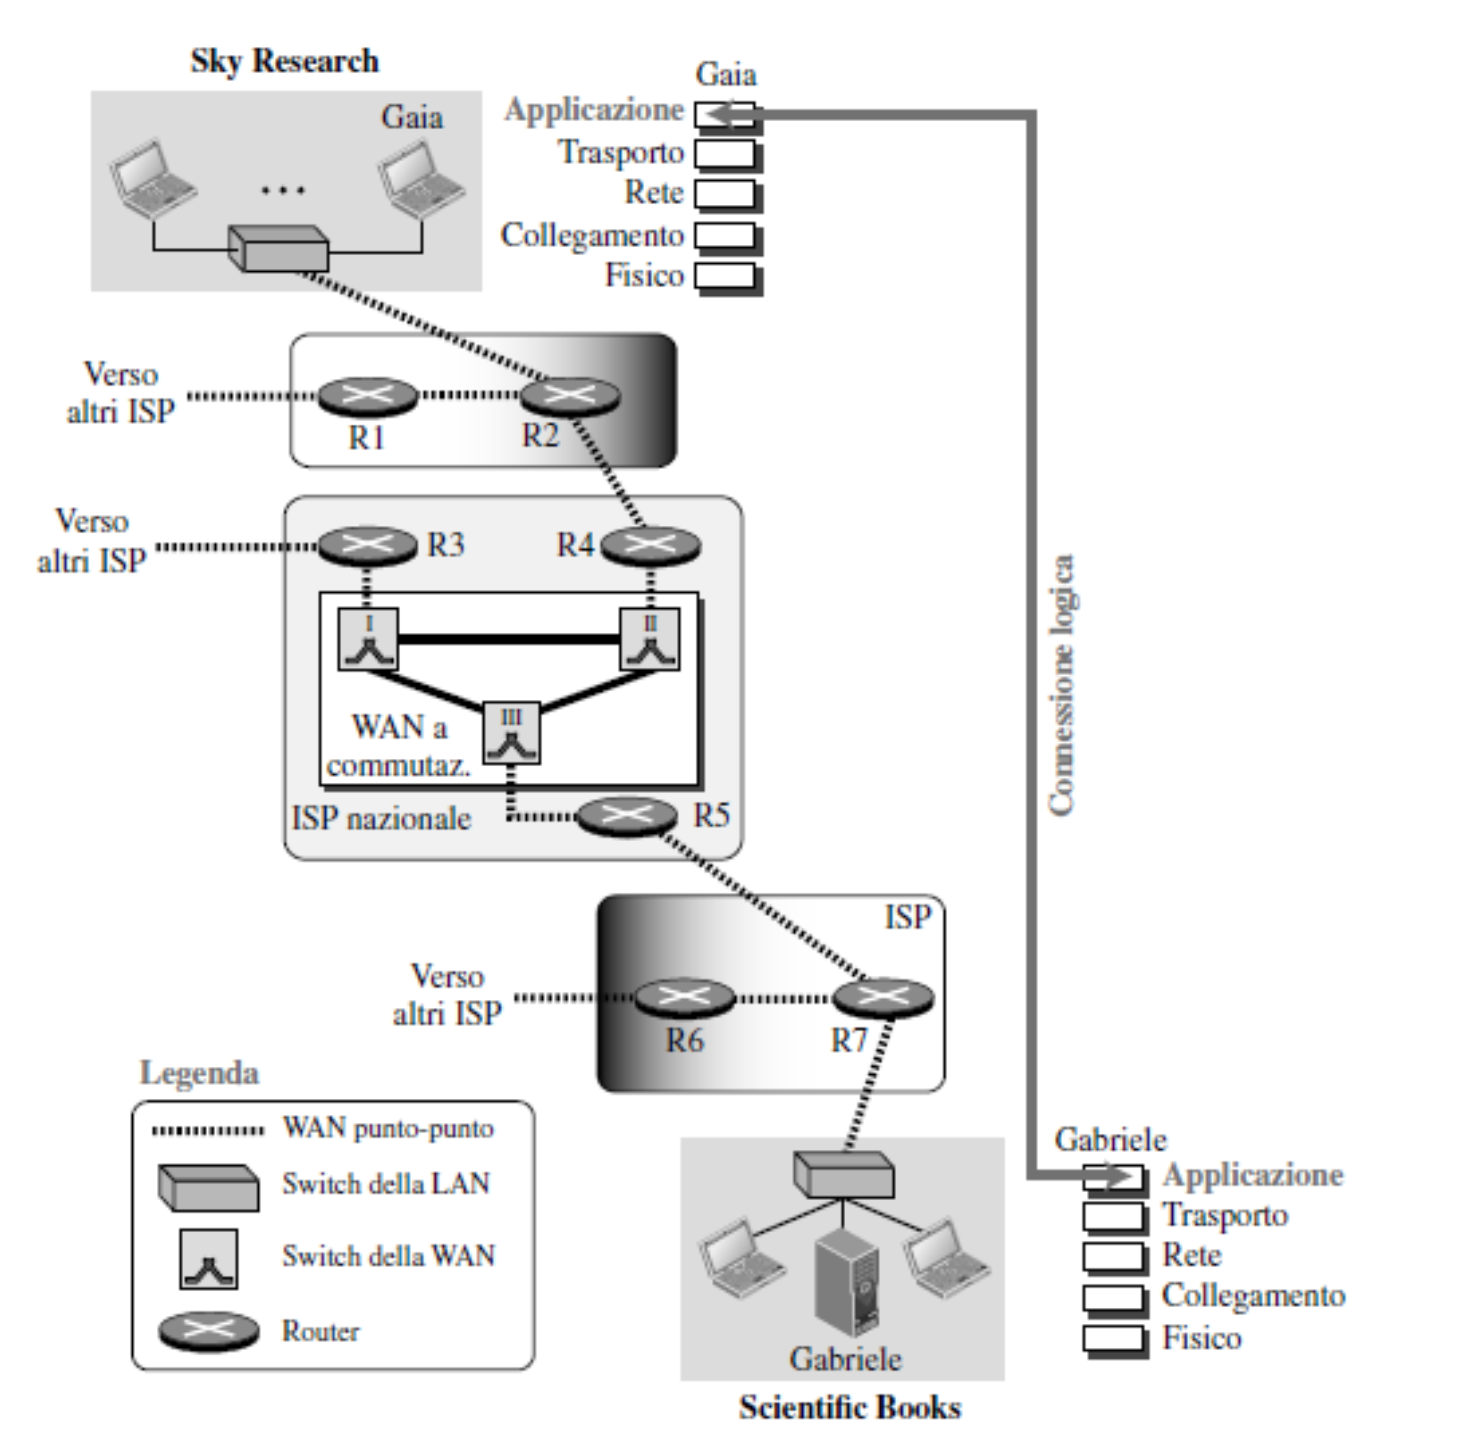 Sky Research
Gaia
Gaia
Applicazione
Trasporto
Rete
Collegamento
Fisico
Verso
altri ISP
R1
R2
Verso
altri ISP
R3
R4
I
II
III
WAN a
commutaz.
ISP nazionale
R5
Connessione logica
ISP
Verso
altri ISP
R6
R7
Legenda
WAN punto-punto
Switch della LAN
Switch della WAN
Router
Gabriele
Applicazione
Trasporto
Rete
Collegamento
Fisico
Gabriele
Scientific Books